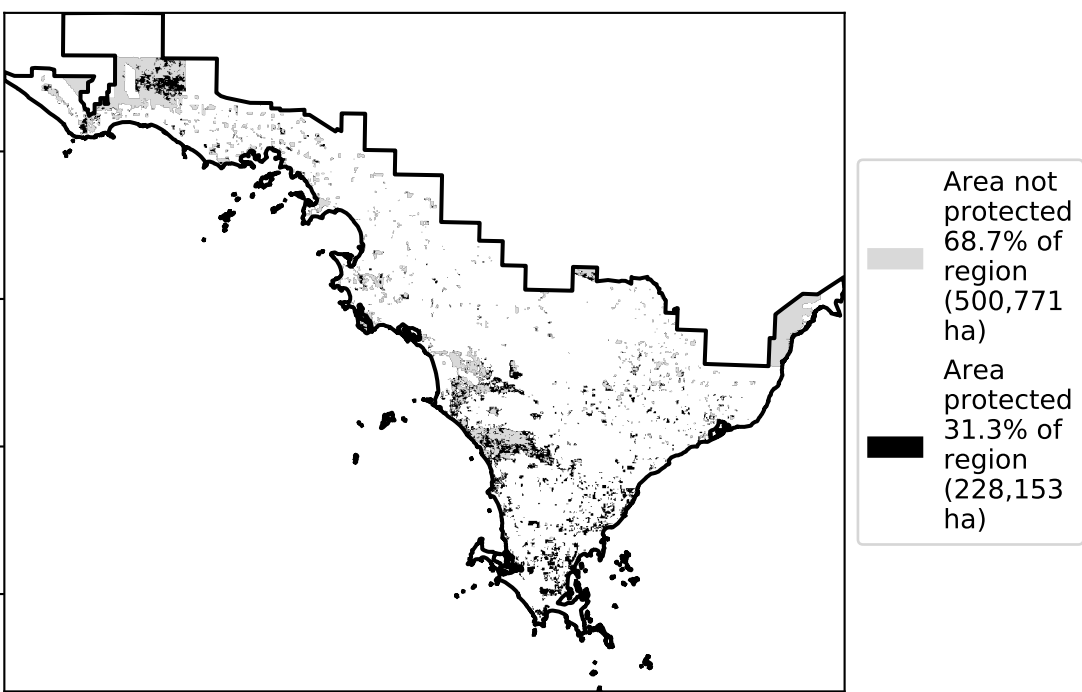 Area not
protected
68.7% of
region
(500,771
ha)
Area
protected
31.3% of
region
(228,153
ha)